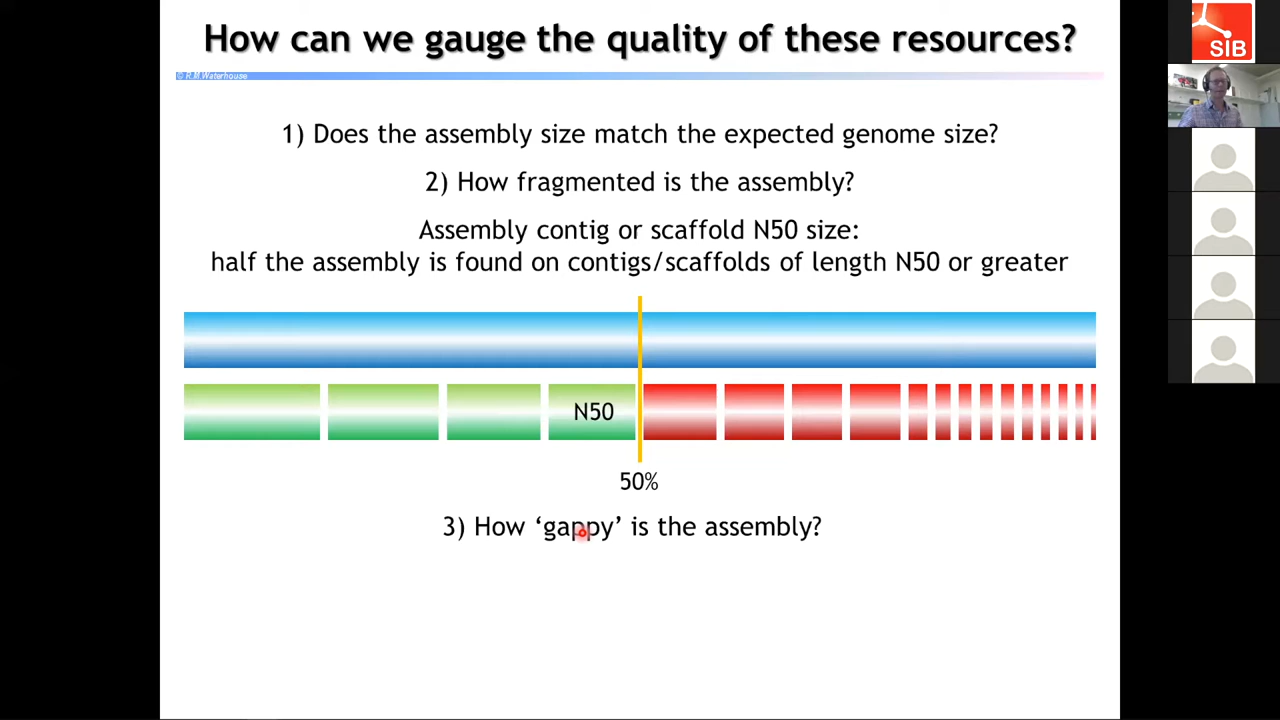 How can we gauge the quality of these resources?
© R.M.Waterhouse
1) Does the assembly size match the expected genome size?
2) How fragmented is the assembly?
Assembly contig or scaffold N50 size:
half the assembly is found on contigs/scaffolds of length N50 or greater
N50
50%
3) How ‘gappy’ is the assembly?
SIB